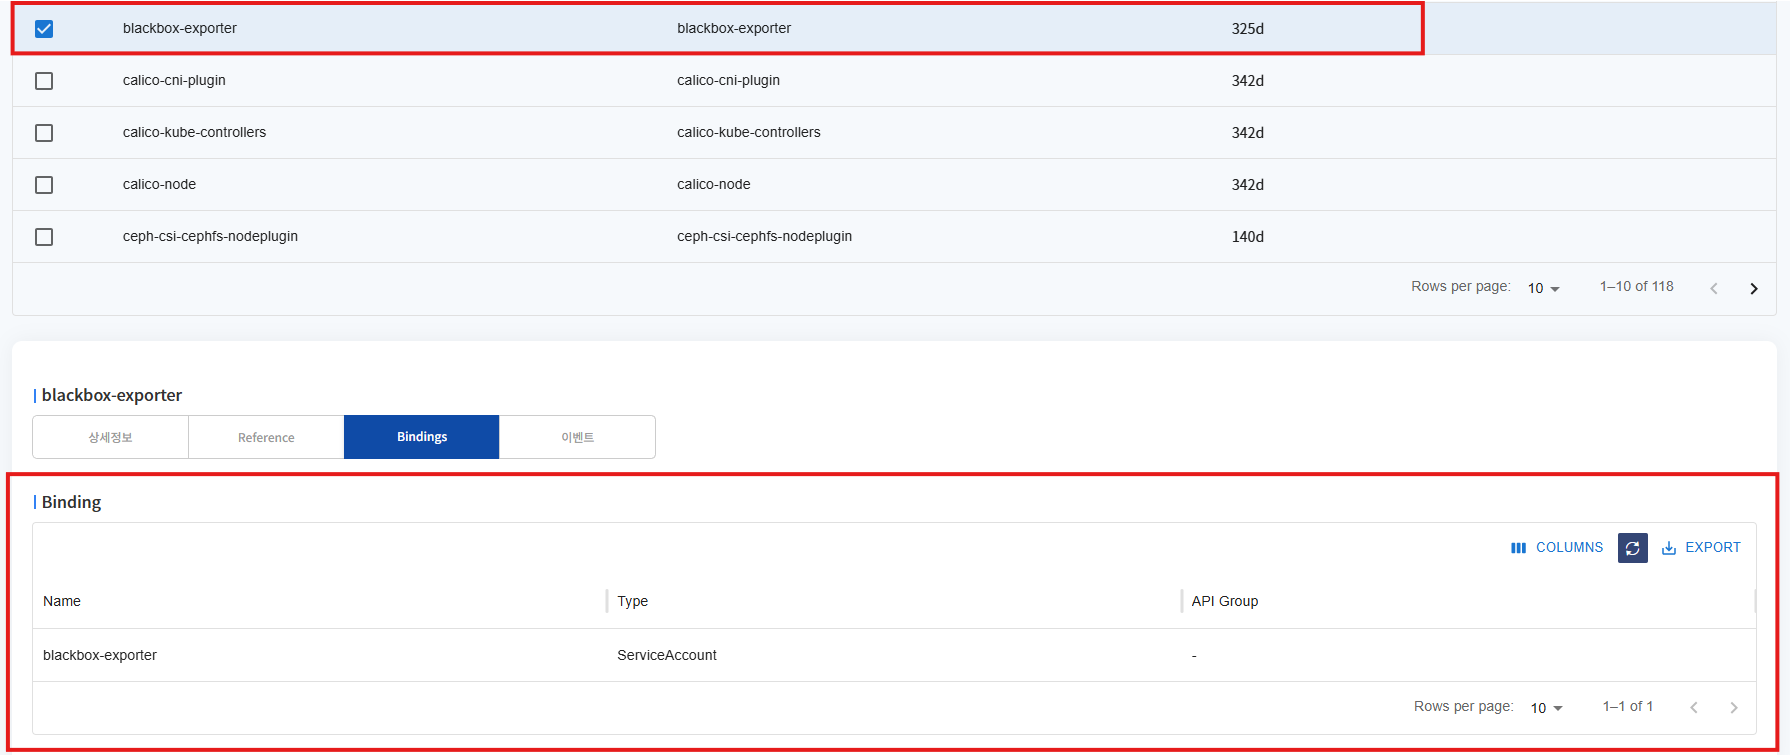 blackbox-exporter blackbox-exporter 325d
calico-cni-plugin calico-cni-plugin 342d
calico-kube-controllers calico-kube-controllers 342d
calico-node calico-node 342d
ceph-csi-cephfs-nodeplugin ceph-csi-cephfs-nodeplugin 140d
Rows per page: 10 1–10 of 118
blackbox-exporter
상세정보 Reference Bindings 이벤트
Binding
COLUMNS EXPORT
Name Type API Group
blackbox-exporter ServiceAccount -
Rows per page: 10 1–1 of 1